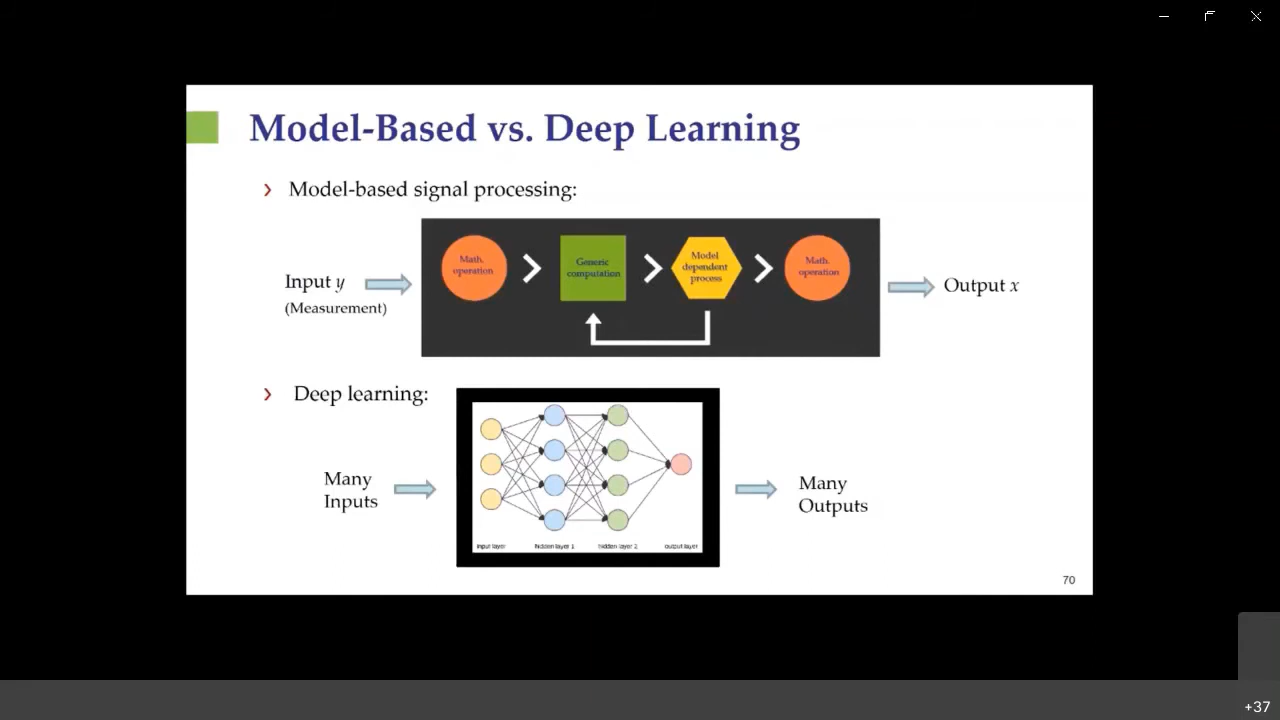 Model-Based vs. Deep Learning
Model-based signal processing:
Math.
operation
Generic
computation
Model
dependent
process
Math.
operation
Input y
(Measurement)
Output x
Deep learning:
Many
Inputs
input layer
hidden layer 1
hidden layer 2
output layer
Many
Outputs
70
+37